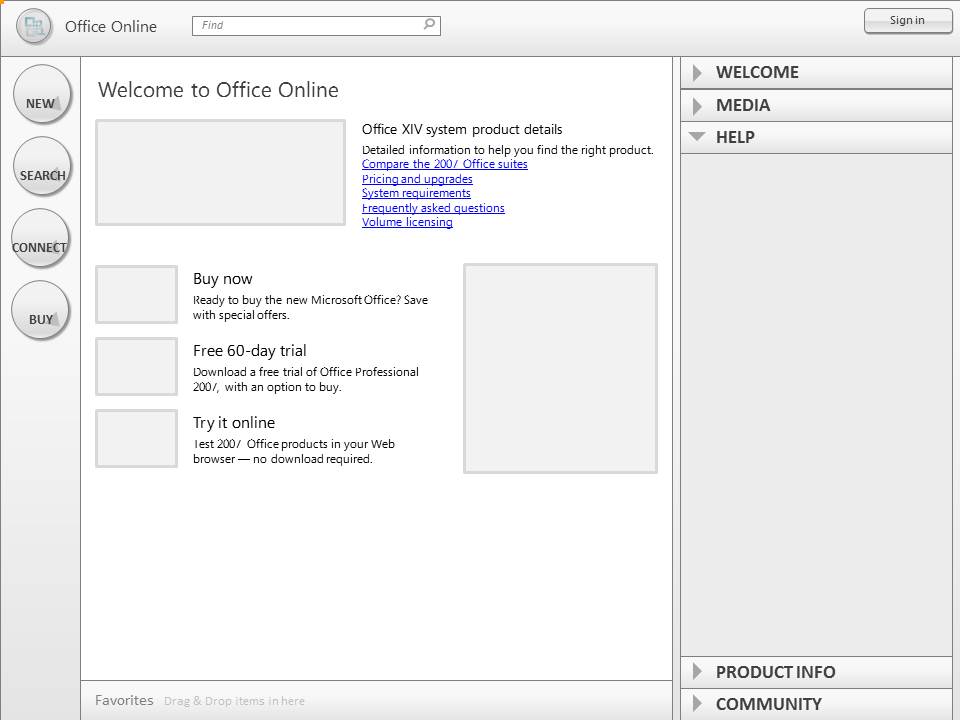 Office Online
Find
Sign in
NEW
SEARCH
CONNECT
BUY
Welcome to Office Online
Office XIV system product details
Detailed information to help you find the right product.
Compare the 2007 Office suites
Pricing and upgrades
System requirements
Frequently asked questions
Volume licensing
Buy now
Ready to buy the new Microsoft Office? Save
with special offers.
Free 60-day trial
Download a free trial of Office Professional
2007, with an option to buy.
Try it online
Test 2007 Office products in your Web
browser — no download required.
WELCOME
MEDIA
HELP
PRODUCT INFO
COMMUNITY
Favorites Drag & Drop items in here